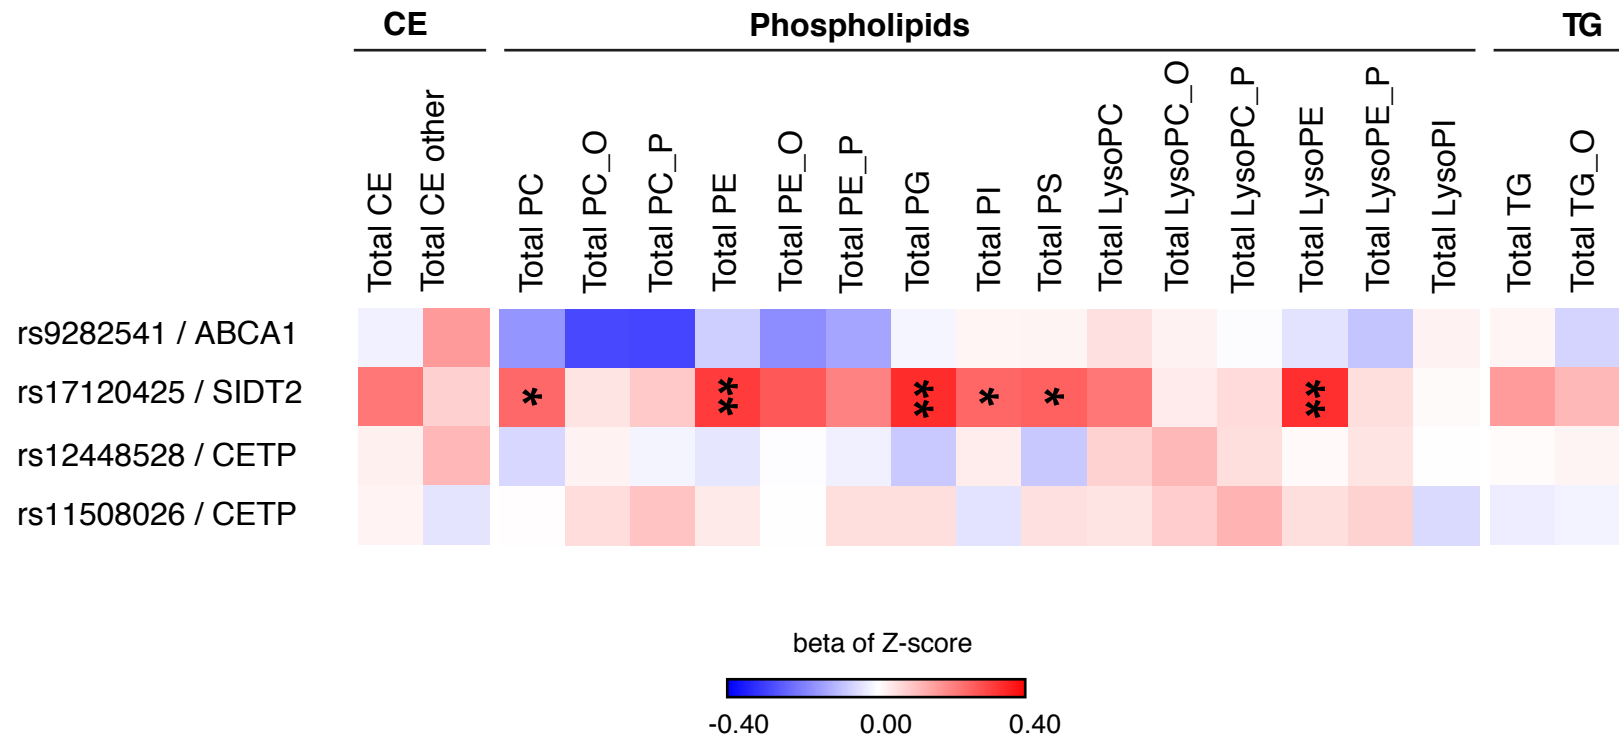 CE Phospholipids TG
Total CE
Total CE other
Total PC
Total PC_O
Total PC_P
Total PE
Total PE_O
Total PE_P
Total PG
Total PI
Total PS
Total LysoPC
Total LysoPC_O
Total LysoPC_P
Total LysoPE
Total LysoPE_P
Total LysoPI
Total TG
Total TG_O
rs9282541 / ABCA1
rs17120425 / SIDT2 * ** ** * * **
rs12448528 / CETP
rs11508026 / CETP
beta of Z-score
-0.40 0.00 0.40